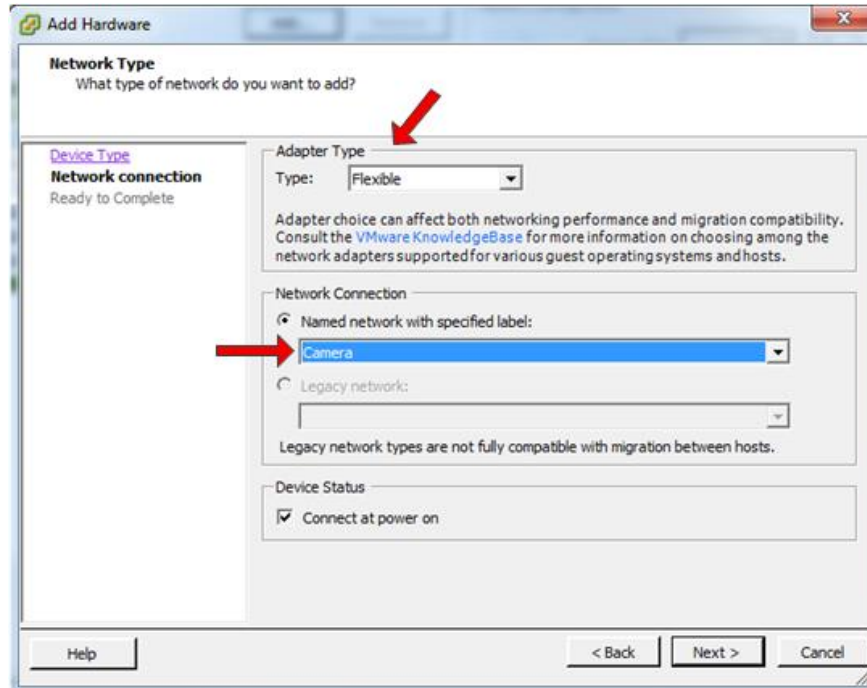 Add Hardware
Network Type
What type of network do you want to add?
Device Type
Network connection
Ready to Complete
Adapter Type
Type: Flexible
Adapter choice can affect both networking performance and migration compatibility.
Consult the VMware KnowledgeBase for more information on choosing among the
network adapters supported for various guest operating systems and hosts.
Network Connection
Named network with specified label:
Camera
Legacy network:
Legacy network types are not fully compatible with migration between hosts.
Device Status
Connect at power on
Help
< Back
Next >
Cancel